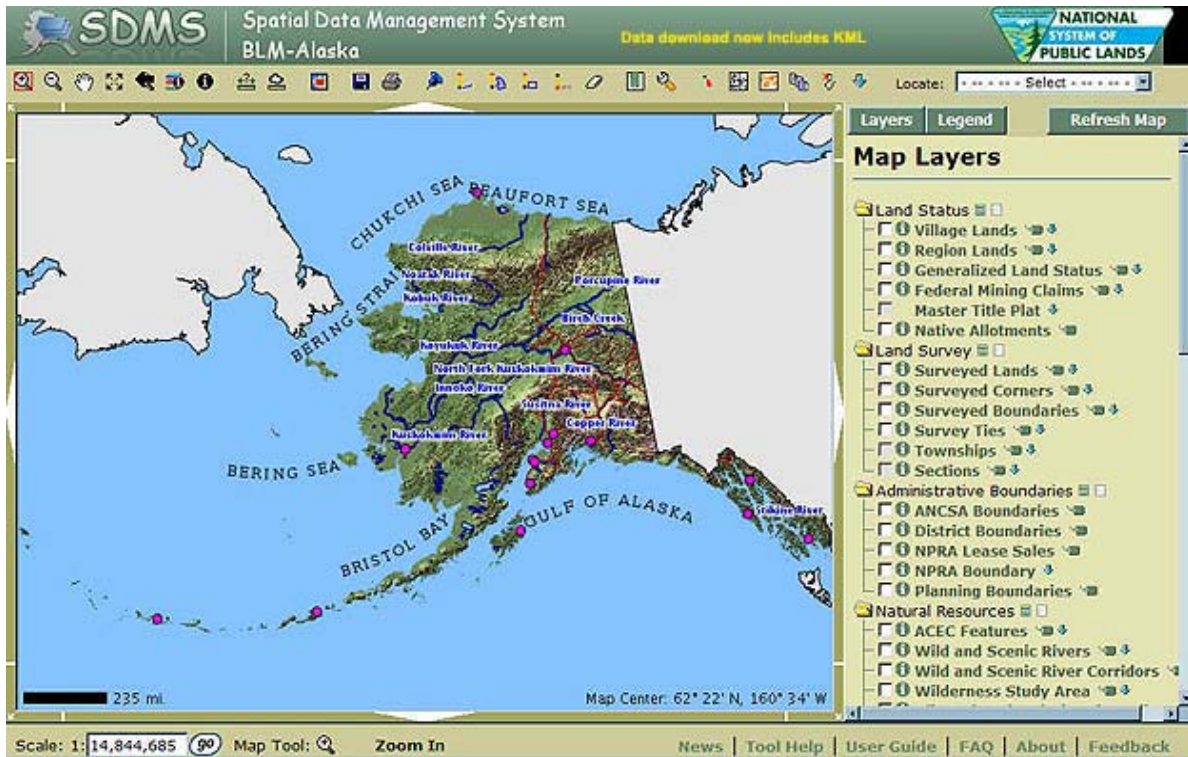 SDMS
Spatial Data Management System
BLM-Alaska
Data download now Includes KML
NATIONAL
SYSTEM OF
PUBLIC LANDS
Locate: - -- - -- - Select - -- - -- -
Layers
Legend
Refresh Map
Map Layers
Land Status
Village Lands
Region Lands
Generalized Land Status
Federal Mining Claims
Master Title Plat
Native Allotments
Land Survey
Surveyed Lands
Surveyed Corners
Surveyed Boundaries
Survey Ties
Townships
Sections
Administrative Boundaries
ANCSA Boundaries
District Boundaries
NPRA Lease Sales
NPRA Boundary
Planning Boundaries
Natural Resources
ACEC Features
Wild and Scenic Rivers
Wild and Scenic River Corridors
Wilderness Study Area
CHUKCHI SEA
BEAUFORT SEA
Colville River
Noatak River
Porcupine River
Kobuk River
BERING STRAI
Birch Creek
Koyukuk River
North Fork Kuskokwim River
Innoko River
Susitna River
Copper River
Kuskokwim River
BERING SEA
GULF OF ALASKA
Stikine River
BRISTOL BAY
235 mi.
Map Center: 62° 22' N, 160° 34' W
Scale: 1: 14,844,685 go Map Tool: Zoom In
News | Tool Help | User Guide | FAQ | About | Feedback